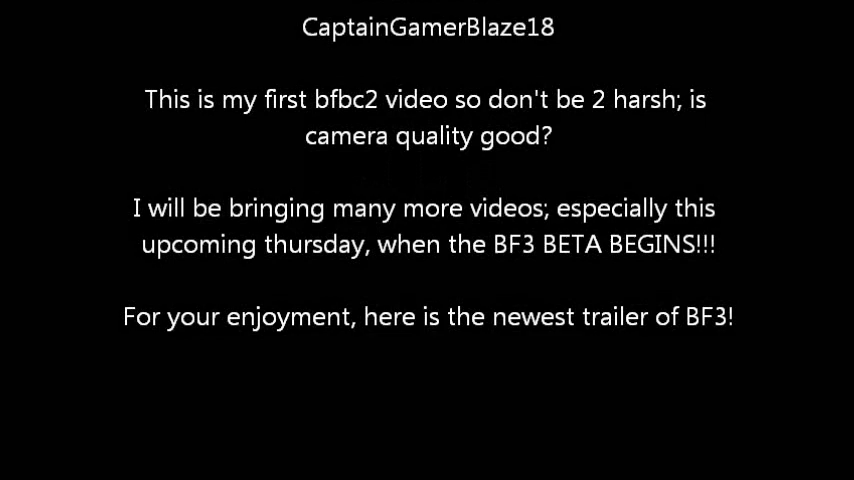 CaptainGamerBlaze18
This is my first bfbc2 video so don't be 2 harsh; is
camera quality good?
I will be bringing many more videos; especially this
upcoming thursday, when the BF3 BETA BEGINS!!!
For your enjoyment, here is the newest trailer of BF3!